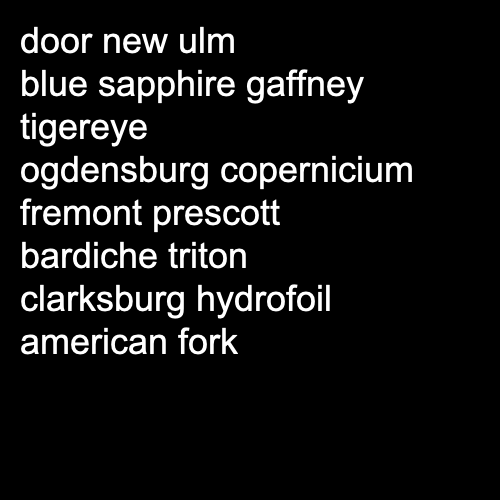 door new ulm
blue sapphire gaffney
tigereye
ogdensburg copernicium
fremont prescott
bardiche triton
clarksburg hydrofoil
american fork